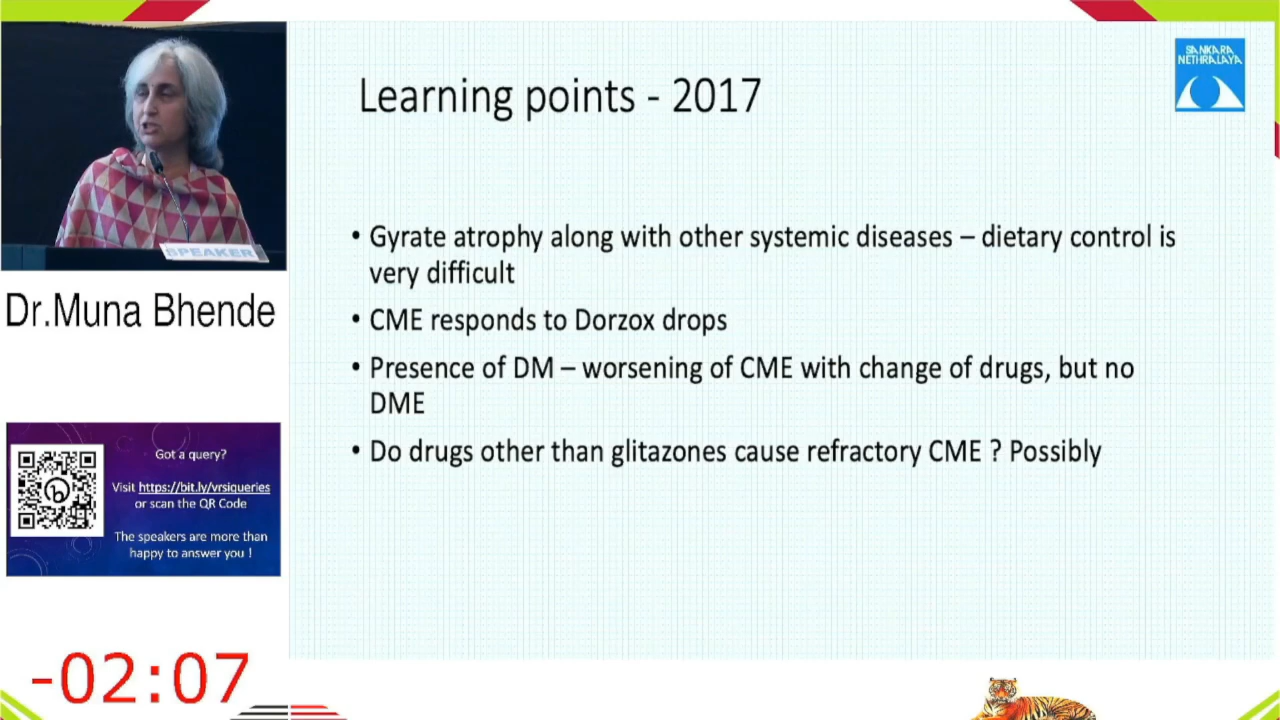 SANKARA
NETHRALAYA
Learning points - 2017
• Gyrate atrophy along with other systemic diseases – dietary control is
very difficult
• CME responds to Dorzox drops
• Presence of DM – worsening of CME with change of drugs, but no
DME
• Do drugs other than glitazones cause refractory CME ? Possibly
SPEAKER
Dr.Muna Bhende
Got a query?
Visit https://bit.ly/vrsiqueries
or scan the QR Code
The speakers are more than
happy to answer you !
-02:07